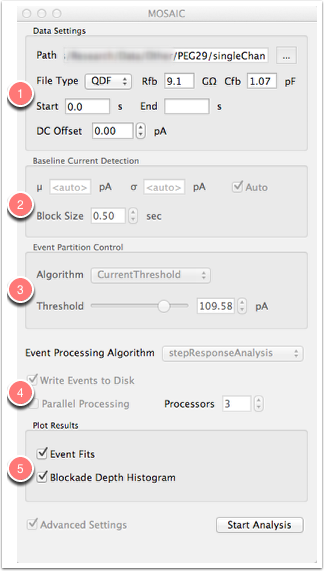 MOSAIC
Data Settings
Path /PEG29/singleChan ...
1 File Type QDF Rfb 9.1 GΩ Cfb 1.07 pF
Start 0.0 s End s
DC Offset 0.00 pA
Baseline Current Detection
μ <auto> pA σ <auto> pA Auto
2 Block Size 0.50 sec
Event Partition Control
Algorithm CurrentThreshold
3 Threshold 109.58 pA
Event Processing Algorithm stepResponseAnalysis
Write Events to Disk
4 Parallel Processing Processors 3
Plot Results
Event Fits
5 Blockade Depth Histogram
Advanced Settings Start Analysis